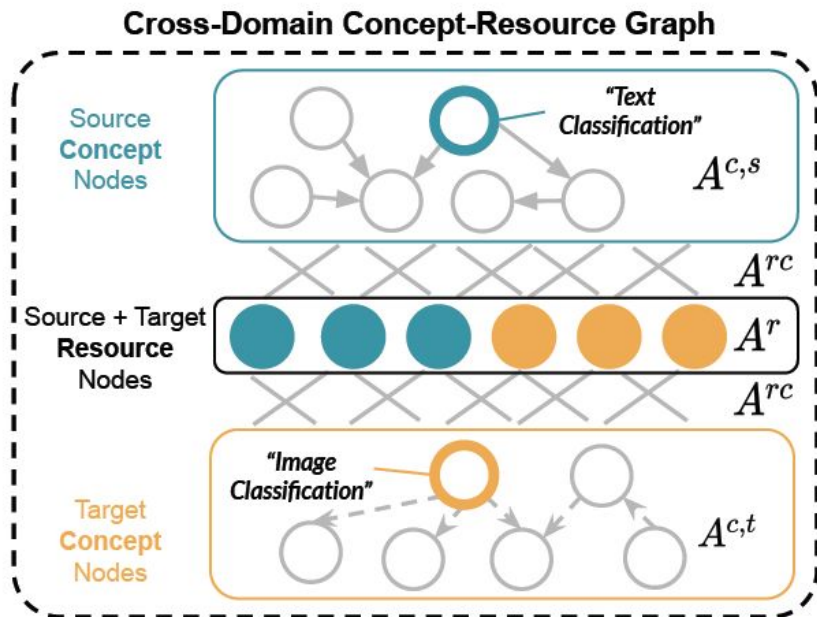 Cross-Domain Concept-Resource Graph
Source
Concept
Nodes
"Text
Classification"
A^{c,s}
A^{rc}
Source + Target
Resource
Nodes
A^{r}
A^{rc}
"Image
Classification"
Target
Concept
Nodes
A^{c,t}